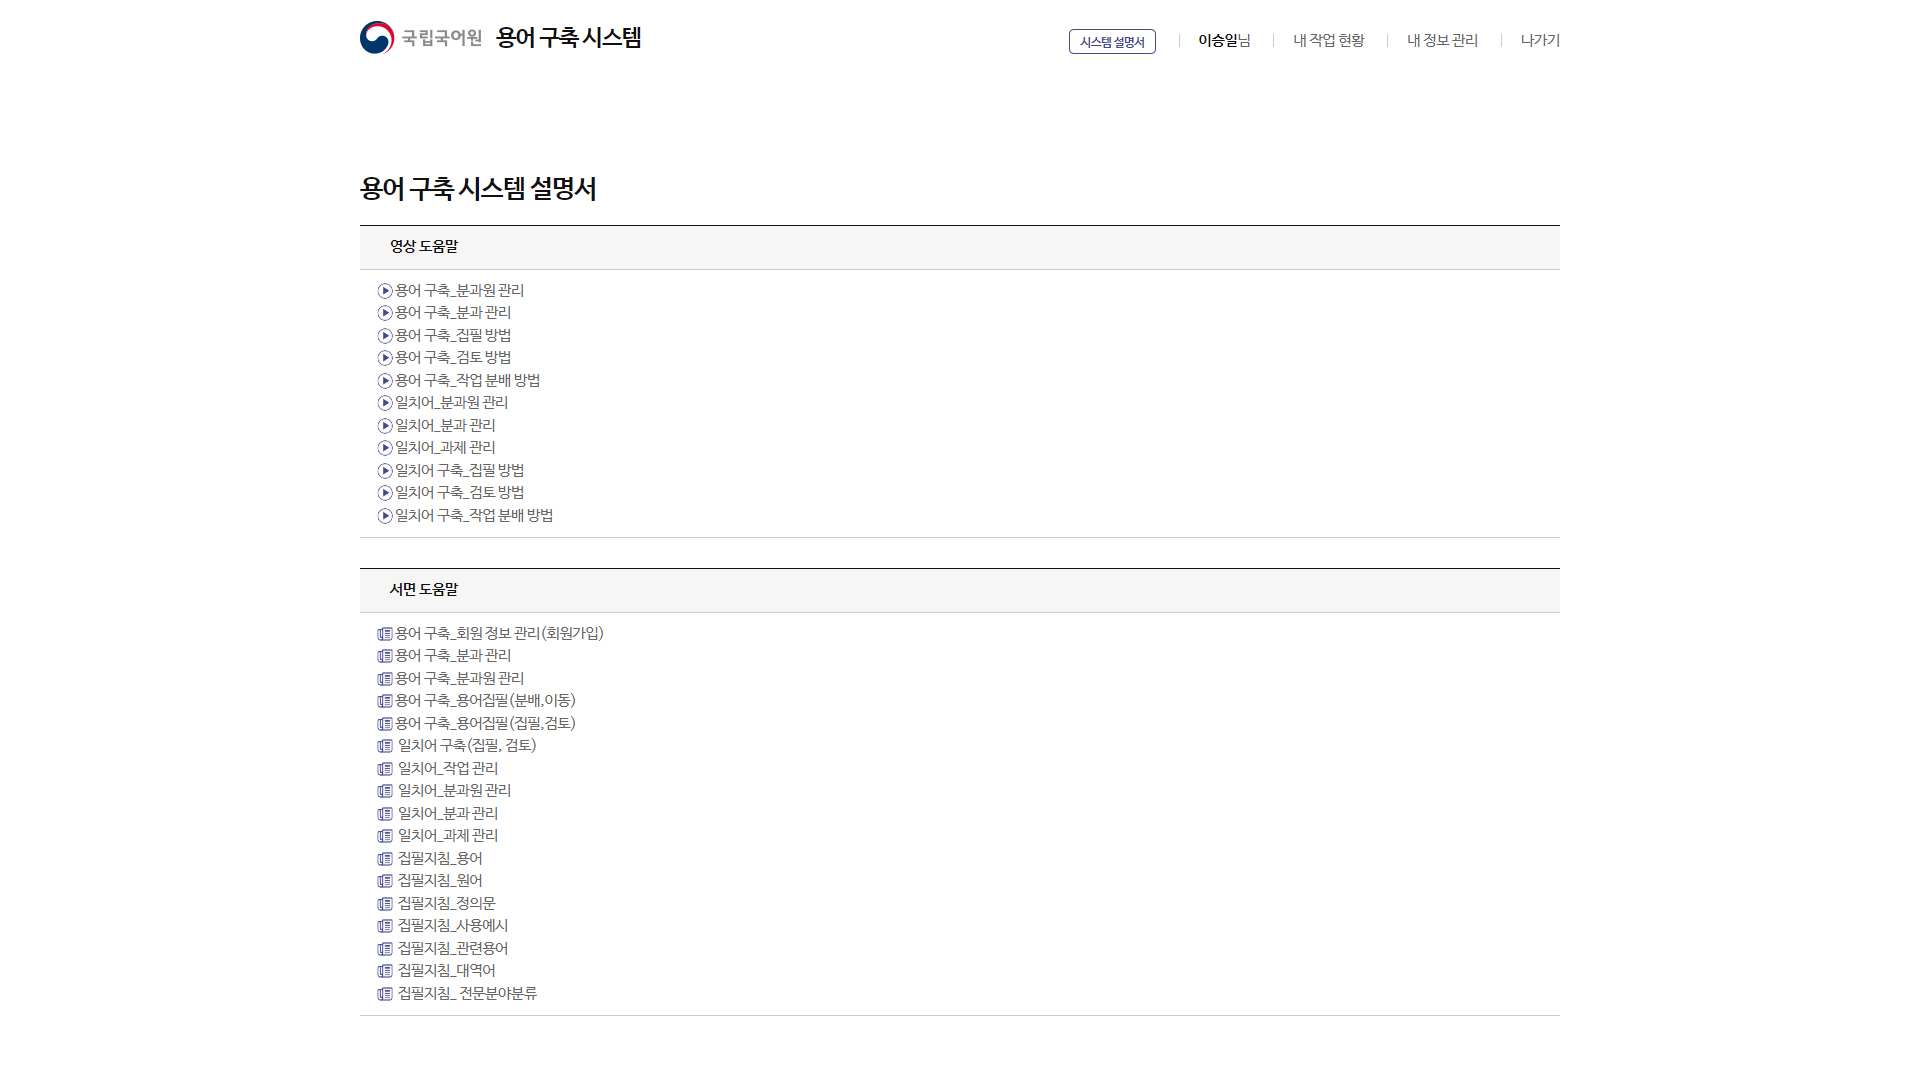 국립국어원 용어 구축 시스템
시스템 설명서
이승일님
내 작업 현황
내 정보 관리
나가기
용어 구축 시스템 설명서
영상 도움말
용어 구축_분과원 관리
용어 구축_분과 관리
용어 구축_집필 방법
용어 구축_검토 방법
용어 구축_작업 분배 방법
일치어_분과원 관리
일치어_분과 관리
일치어_과제 관리
일치어 구축_집필 방법
일치어 구축_검토 방법
일치어 구축_작업 분배 방법
서면 도움말
용어 구축_회원 정보 관리(회원가입)
용어 구축_분과 관리
용어 구축_분과원 관리
용어 구축_용어집필(분배,이동)
용어 구축_용어집필(집필,검토)
일치어 구축(집필, 검토)
일치어_작업 관리
일치어_분과원 관리
일치어_분과 관리
일치어_과제 관리
집필지침_용어
집필지침_원어
집필지침_정의문
집필지침_사용예시
집필지침_관련용어
집필지침_대역어
집필지침_ 전문분야분류